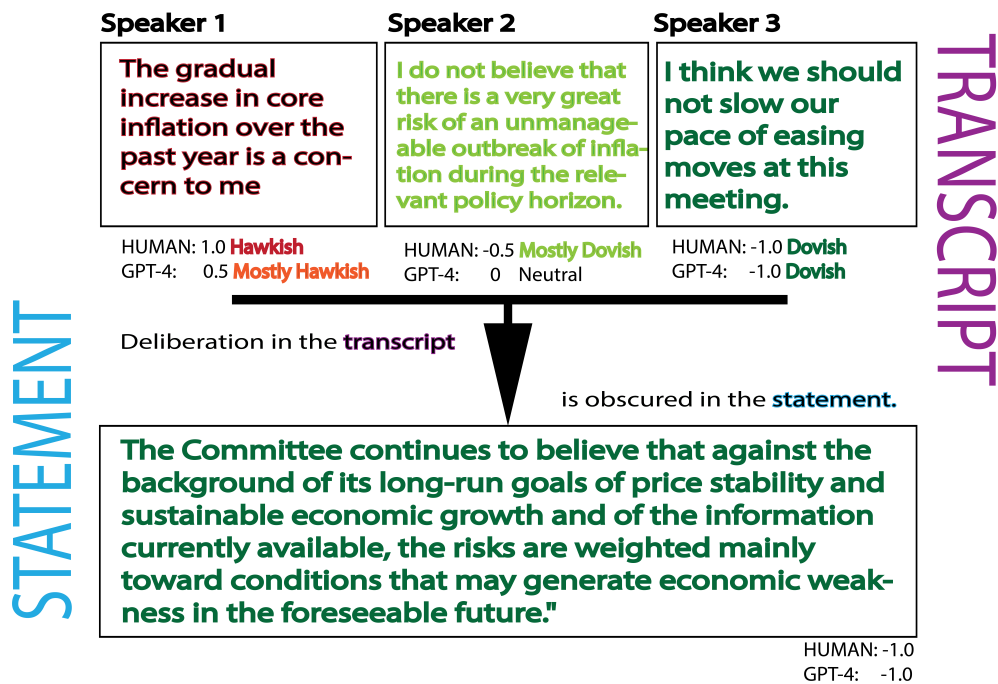 Speaker 1
Speaker 2
Speaker 3
The gradual
increase in core
inflation over the
past year is a con-
cern to me
I do not believe that
there is a very great
risk of an unmanage-
able outbreak of infla-
tion during the rele-
vant policy horizon.
I think we should
not slow our
pace of easing
moves at this
meeting.
TRANSCRIPT
HUMAN: 1.0 Hawkish
GPT-4: 0.5 Mostly Hawkish
HUMAN: -0.5 Mostly Dovish
GPT-4: 0 Neutral
HUMAN: -1.0 Dovish
GPT-4: -1.0 Dovish
STATEMENT
Deliberation in the transcript
is obscured in the statement.
The Committee continues to believe that against the
background of its long-run goals of price stability and
sustainable economic growth and of the information
currently available, the risks are weighted mainly
toward conditions that may generate economic weak-
ness in the foreseeable future."
HUMAN: -1.0
GPT-4: -1.0